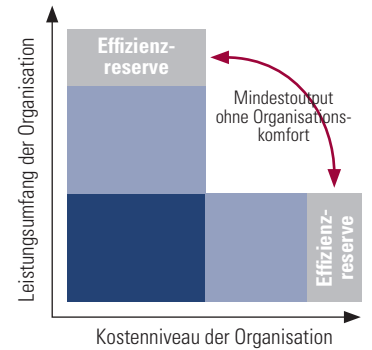 Leistungsumfang der Organisation
Effizienz-
reserve
Mindestoutput
ohne Organisations-
komfort
Effizienz-
reserve
Kostenniveau der Organisation